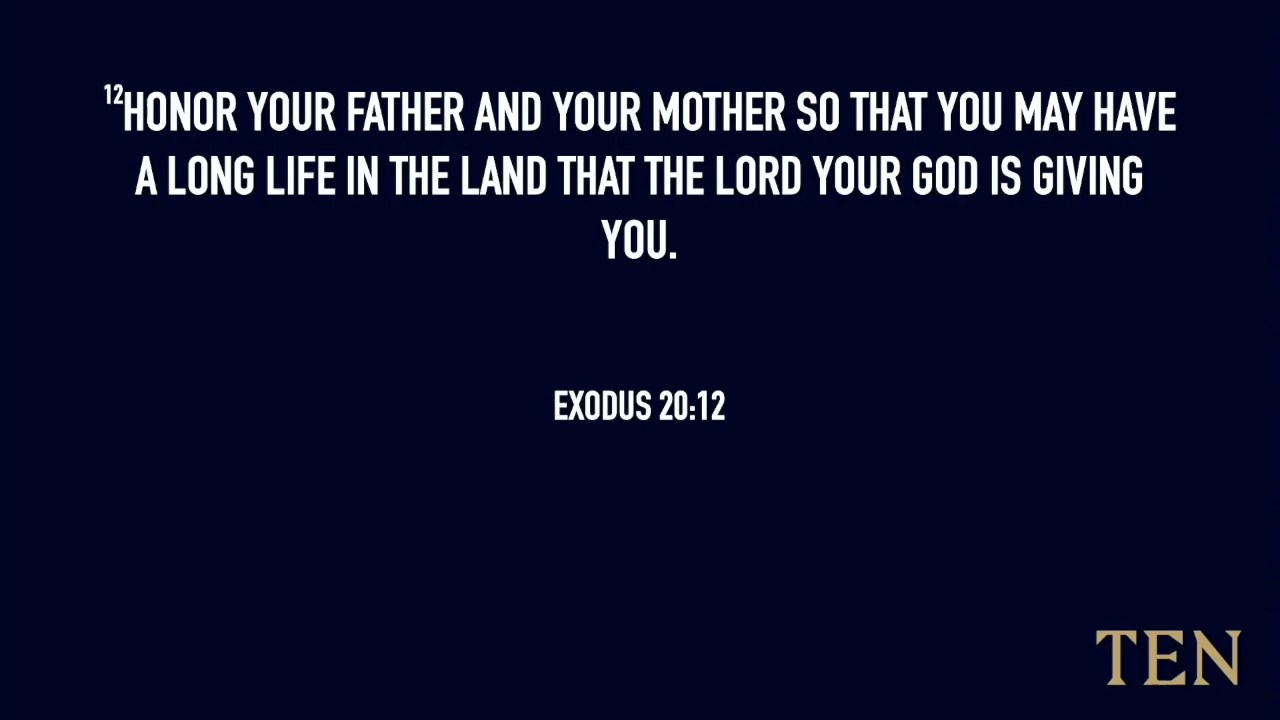 12HONOR YOUR FATHER AND YOUR MOTHER SO THAT YOU MAY HAVE
A LONG LIFE IN THE LAND THAT THE LORD YOUR GOD IS GIVING
YOU.
EXODUS 20:12
TEN